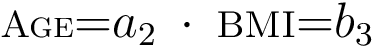 AGE=a₂ · BMI=b₃